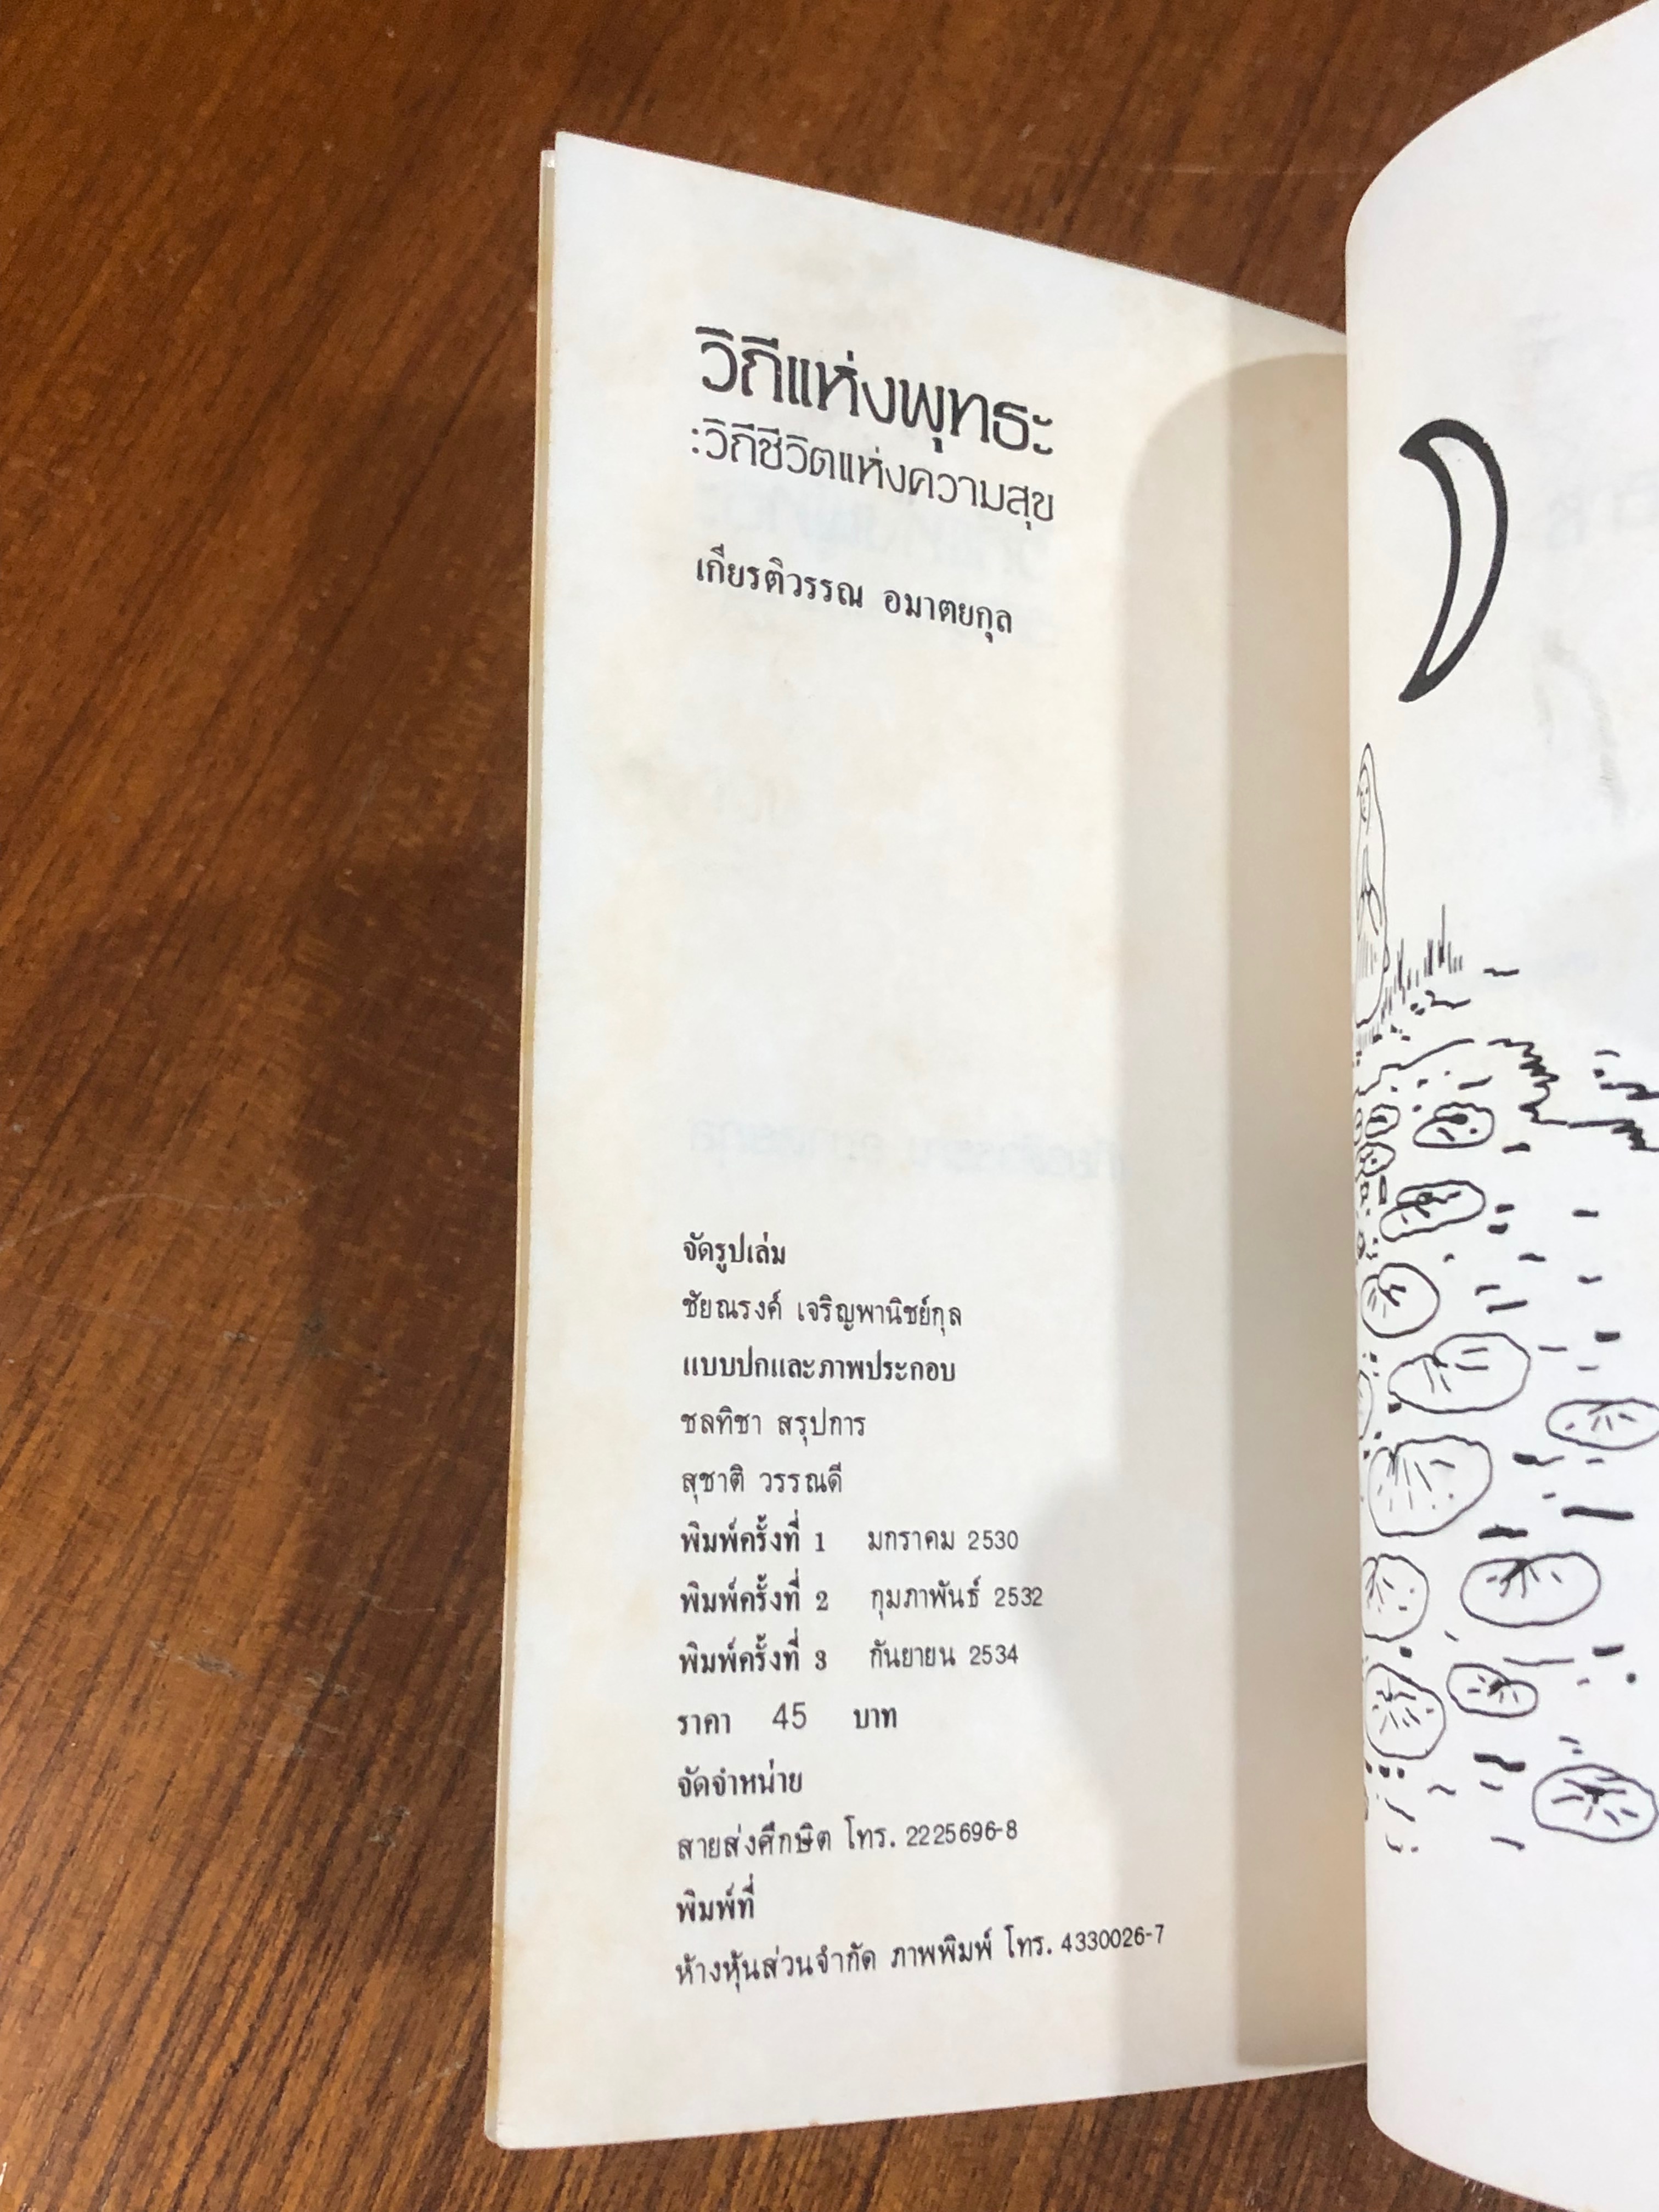 วิถีแห่งพุทธะ
:วิถีชีวิตแห่งความสุข
เกียรติวรรณ อมาตยกุล
จัดรูปเล่ม
ชัยณรงค์ เจริญพานิชย์กุล
แบบปกและภาพประกอบ
ชลทิชา สรุปการ
สุชาติ วรรณดี
พิมพ์ครั้งที่ 1 มกราคม 2530
พิมพ์ครั้งที่ 2 กุมภาพันธ์ 2532
พิมพ์ครั้งที่ 3 กันยายน 2534
ราคา 45 บาท
จัดจำหน่าย
สายส่งศึกษิต โทร. 2225696-8
พิมพ์ที่
ห้างหุ้นส่วนจำกัด ภาพพิมพ์ โทร. 4330026-7